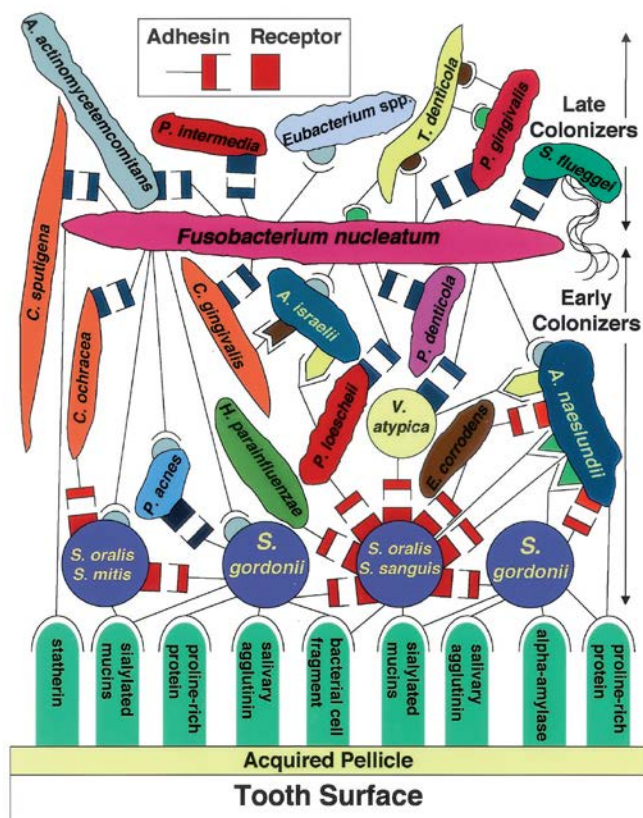 Adhesin Receptor
A. actinomycetemcomitans
P. intermedia
Eubacterium spp.
T. denticola
P. gingivalis
Late
Colonizers
S. flueggei
Fusobacterium nucleatum
C. sputigena
C. ochracea
C. gingivalis
A. israelii
P. denticola
Early
Colonizers
A. naeslundii
P. loescheii
V.
atypica
E. corrodens
H. parainfluenzae
P. acnes
S. oralis
S. mitis
S.
gordonii
S. oralis
S. sanguis
S.
gordonii
statherin
sialylated
mucins
proline-rich
protein
salivary
agglutinin
bacterial cell
fragment
sialylated
mucins
salivary
agglutinin
alpha-amylase
proline-rich
protein
Acquired Pellicle
Tooth Surface